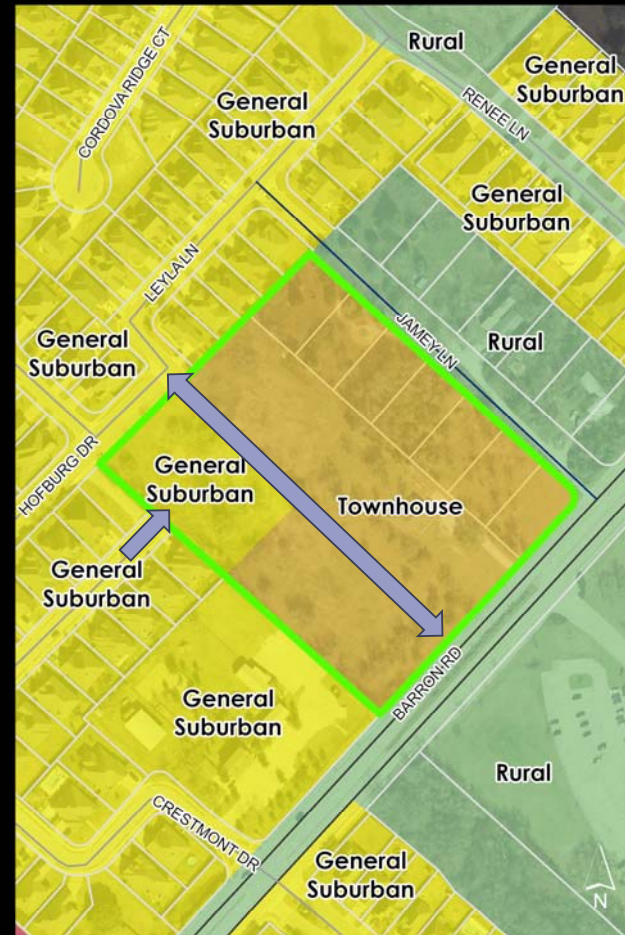 Rural
General
Suburban
CORDOVA RIDGE CT
General
Suburban
RENEE LN
General
Suburban
LEYLA LN
JAMEY LN
Rural
General
Suburban
General
Suburban
Townhouse
HOFBURG DR
General
Suburban
General
Suburban
BARRON RD
Rural
CRESTMONT DR
General
Suburban
N